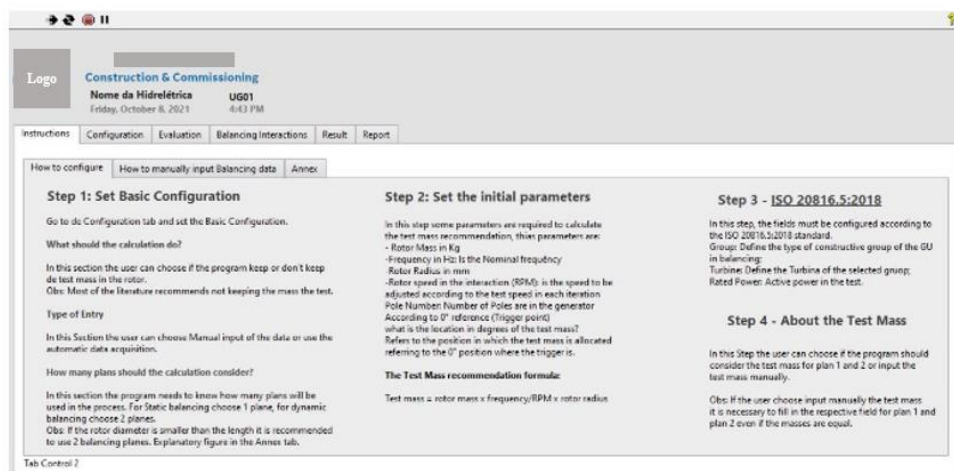 Logo
Construction & Commissioning
Nome da Hidrelétrica
UG01
Friday, October 8, 2021
4:43 PM
Instructions
Configuration
Evaluation
Balancing Interactions
Result
Report
How to configure
How to manually input Balancing data
Annex
Step 1: Set Basic Configuration
Go to de Configuration tab and set the Basic Configuration.
What should the calculation do?
In this section the user can choose if the program keep or don't keep
de test mass in the rotor.
Obs: Most of the literature recommends not keeping the mass the test.
Type of Entry
In this Section the user can choose Manual input of the data or use the
automatic data acquisition.
How many plans should the calculation consider?
In this section the program needs to know how many plans will be
used in the process. For Static balancing choose 1 plane, for dynamic
balancing choose 2 planes.
Obs: If the rotor diameter is smaller than the length it is recommended
to use 2 balancing planes. Explanatory figure in the Annex tab.
Step 2: Set the initial parameters
In this step some parameters are required to calculate
the test mass recommendation, thias parameters are:
- Rotor Mass in Kg
-Frequency in Hz: Is the Nominal frequêncy
-Rotor Radius in mm
-Rotor speed in the interaction (RPM): is the speed to be
adjusted according to the test speed in each iteration
Pole Number: Number of Poles are in the generator
According to 0° reference (Trigger point)
what is the location in degrees of the test mass?
Refers to the position in which the test mass is allocated
referring to the 0° position where the trigger is.
The Test Mass recommendation formula:
Test mass = rotor mass x frequency/RPM x rotor radius
Step 3 - ISO 20816.5:2018
In this step, the fields must be configured according to
the ISO 20816.5:2018 standard.
Group: Define the type of constructive group of the GU
in balancing;
Turbine: Define the Turbina of the selected gruop;
Rated Power: Active power in the test.
Step 4 - About the Test Mass
In this Step the user can choose if the program should
consider the test mass for plan 1 and 2 or input the
test mass manually.
Obs: If the user choose input manually the test mass
it is necessary to fill in the respective field for plan 1 and
plan 2 even if the masses are equal.
Tab Control 2